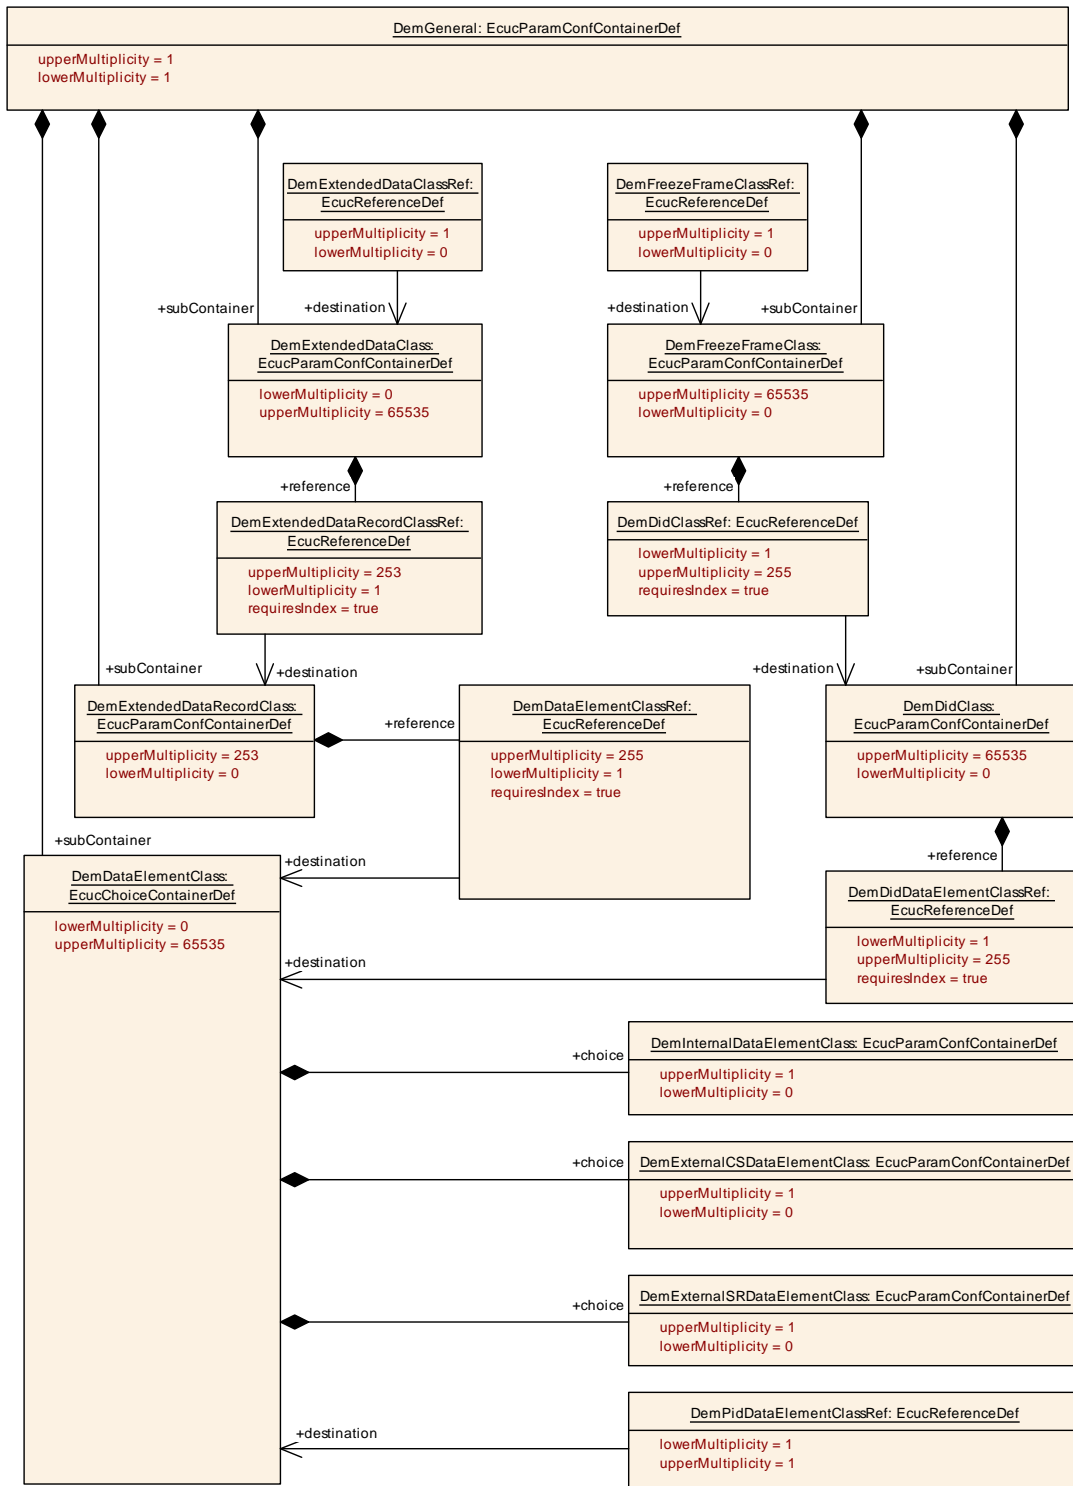 DemGeneral: EcucParamConfContainerDef
upperMultiplicity = 1
lowerMultiplicity = 1
DemExtendedDataClassRef:
EcucReferenceDef
upperMultiplicity = 1
lowerMultiplicity = 0
DemFreezeFrameClassRef:
EcucReferenceDef
upperMultiplicity = 1
lowerMultiplicity = 0
+subContainer
+destination
+destination
+subContainer
DemExtendedDataClass:
EcucParamConfContainerDef
lowerMultiplicity = 0
upperMultiplicity = 65535
DemFreezeFrameClass:
EcucParamConfContainerDef
upperMultiplicity = 65535
lowerMultiplicity = 0
+reference
+reference
DemExtendedDataRecordClassRef:
EcucReferenceDef
upperMultiplicity = 253
lowerMultiplicity = 1
requiresIndex = true
DemDidClassRef: EcucReferenceDef
lowerMultiplicity = 1
upperMultiplicity = 255
requiresIndex = true
+subContainer
+destination
+destination
+subContainer
DemExtendedDataRecordClass:
EcucParamConfContainerDef
upperMultiplicity = 253
lowerMultiplicity = 0
+reference
DemDataElementClassRef:
EcucReferenceDef
upperMultiplicity = 255
lowerMultiplicity = 1
requiresIndex = true
DemDidClass:
EcucParamConfContainerDef
upperMultiplicity = 65535
lowerMultiplicity = 0
+subContainer
+destination
+reference
DemDataElementClass:
EcucChoiceContainerDef
lowerMultiplicity = 0
upperMultiplicity = 65535
DemDidDataElementClassRef:
EcucReferenceDef
lowerMultiplicity = 1
upperMultiplicity = 255
requiresIndex = true
+destination
+choice
DemInternalDataElementClass: EcucParamConfContainerDef
upperMultiplicity = 1
lowerMultiplicity = 0
+choice
DemExternalCSDataElementClass: EcucParamConfContainerDef
upperMultiplicity = 1
lowerMultiplicity = 0
+choice
DemExternalSRDataElementClass: EcucParamConfContainerDef
upperMultiplicity = 1
lowerMultiplicity = 0
+destination
DemPidDataElementClassRef: EcucReferenceDef
lowerMultiplicity = 1
upperMultiplicity = 1